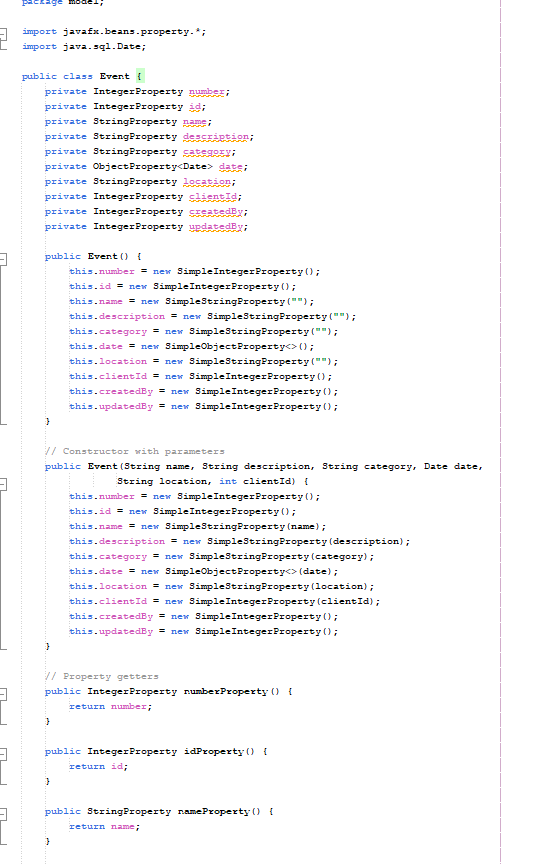 package model;
import javafx.beans.property.*;
import java.sql.Date;
public class Event {
private IntegerProperty number;
private IntegerProperty id;
private StringProperty name;
private StringProperty description;
private StringProperty category;
private ObjectProperty<Date> date;
private StringProperty location;
private IntegerProperty clientId;
private IntegerProperty createdBy;
private IntegerProperty updatedBy;
public Event() {
this.number = new SimpleIntegerProperty();
this.id = new SimpleIntegerProperty();
this.name = new SimpleStringProperty("");
this.description = new SimpleStringProperty("");
this.category = new SimpleStringProperty("");
this.date = new SimpleObjectProperty<>();
this.location = new SimpleStringProperty("");
this.clientId = new SimpleIntegerProperty();
this.createdBy = new SimpleIntegerProperty();
this.updatedBy = new SimpleIntegerProperty();
}
// Constructor with parameters
public Event(String name, String description, String category, Date date,
String location, int clientId) {
this.number = new SimpleIntegerProperty();
this.id = new SimpleIntegerProperty();
this.name = new SimpleStringProperty(name);
this.description = new SimpleStringProperty(description);
this.category = new SimpleStringProperty(category);
this.date = new SimpleObjectProperty<>(date);
this.location = new SimpleStringProperty(location);
this.clientId = new SimpleIntegerProperty(clientId);
this.createdBy = new SimpleIntegerProperty();
this.updatedBy = new SimpleIntegerProperty();
}
// Property getters
public IntegerProperty numberProperty() {
return number;
}
public IntegerProperty idProperty() {
return id;
}
public StringProperty nameProperty() {
return name;
}